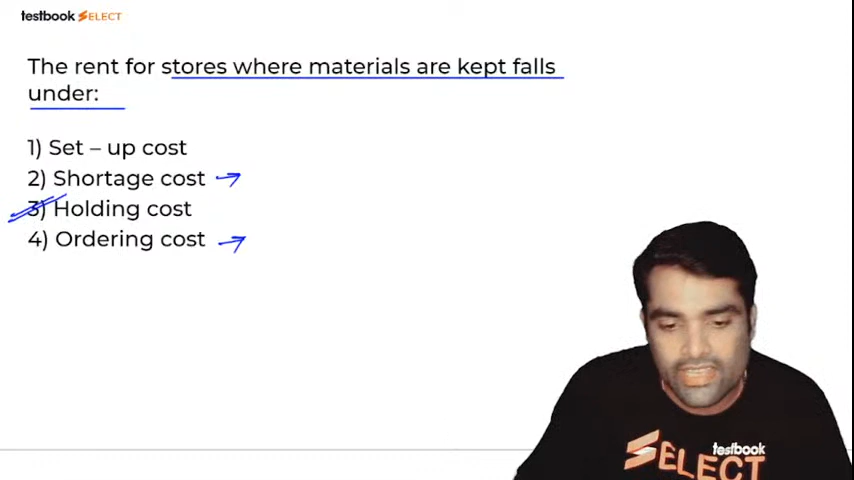 testbook SELECT
The rent for stores where materials are kept falls
under:
1) Set – up cost
2) Shortage cost
3) Holding cost
4) Ordering cost
testbook
SELECT